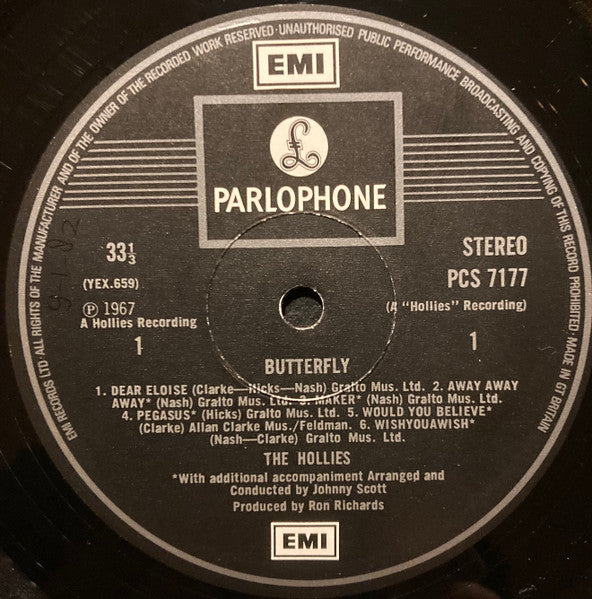 EMI RECORDS LTD·ALL RIGHTS OF THE MANUFACTURER AND OF THE OWNER OF THE RECORDED WORK RESERVED·UNAUTHORISED PUBLIC PERFORMANCE BROADCASTING AND COPYING OF THIS RECORD PROHIBITED·MADE IN GT BRITAIN
EMI
£
PARLOPHONE
33⅓
STEREO
(YEX.659)
PCS 7177
Ⓟ 1967
(A "Hollies" Recording)
A Hollies Recording
1
1
BUTTERFLY
1. DEAR ELOISE (Clarke—Hicks—Nash) Gralto Mus. Ltd. 2. AWAY AWAY
AWAY* (Nash) Gralto Mus. Ltd. 3. MAKER* (Nash) Gralto Mus. Ltd.
4. PEGASUS* (Hicks) Gralto Mus. Ltd. 5. WOULD YOU BELIEVE*
(Clarke) Allan Clarke Mus./Feldman. 6. WISHYOUAWISH*
(Nash—Clarke) Gralto Mus. Ltd.
THE HOLLIES
*With additional accompaniment Arranged and
Conducted by Johnny Scott
Produced by Ron Richards
EMI